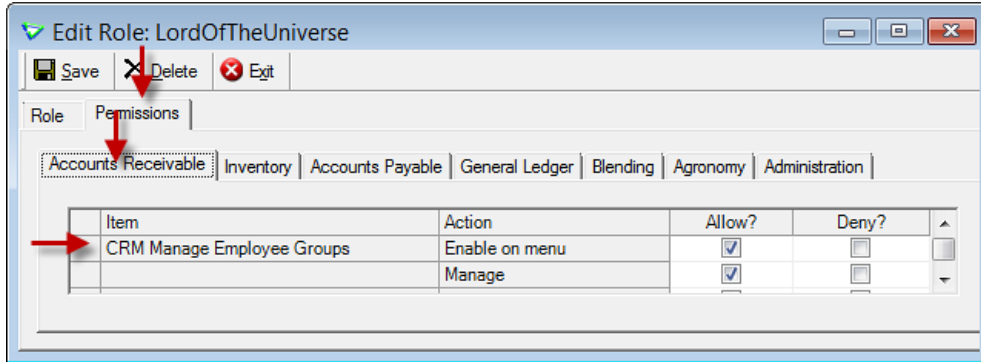 Edit Role: LordOfTheUniverse
Save Delete Exit
Role Permissions
Accounts Receivable Inventory Accounts Payable General Ledger Blending Agronomy Administration
Item Action Allow? Deny?
CRM Manage Employee Groups Enable on menu
Manage